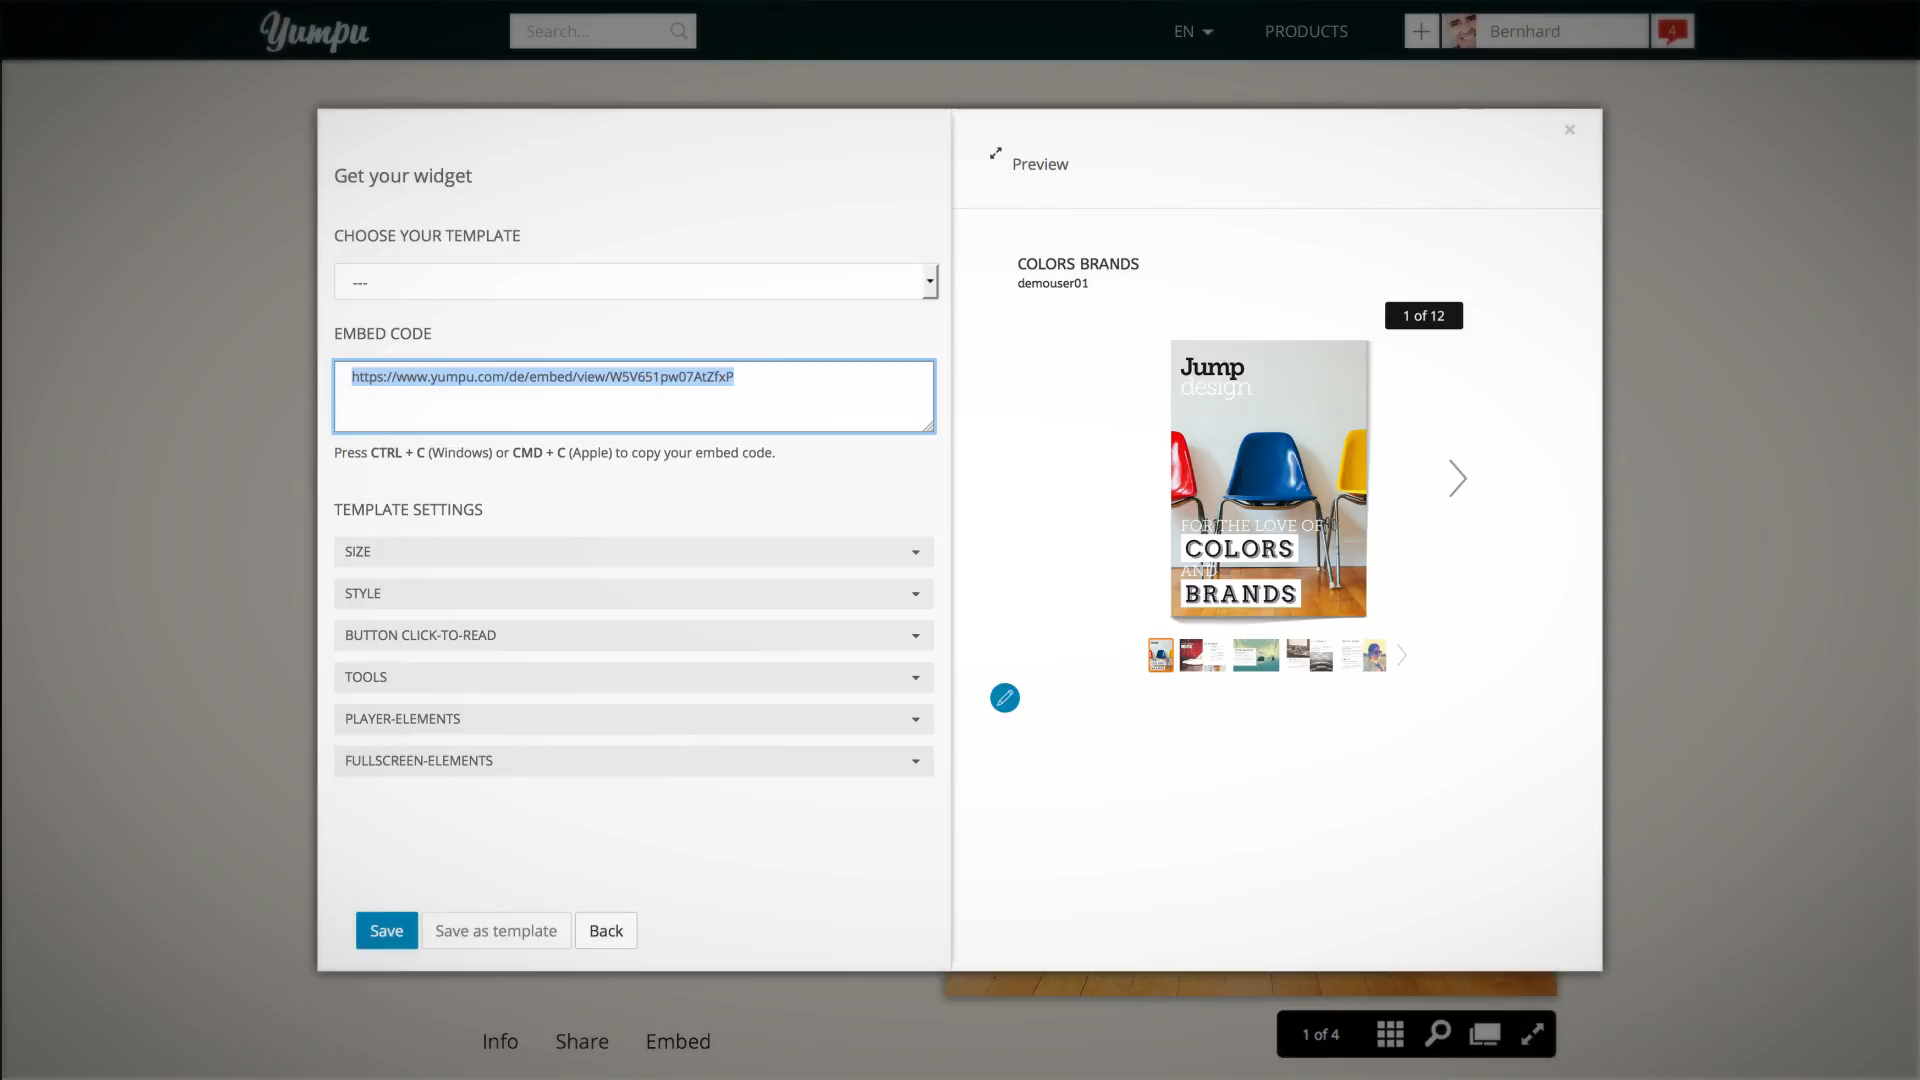 Yumpu
Search...
EN
PRODUCTS
Bernhard
4
Get your widget
CHOOSE YOUR TEMPLATE
---
EMBED CODE
https://www.yumpu.com/de/embed/view/W5V651pw07AtZfxP
Press CTRL + C (Windows) or CMD + C (Apple) to copy your embed code.
TEMPLATE SETTINGS
SIZE
STYLE
BUTTON CLICK-TO-READ
TOOLS
PLAYER-ELEMENTS
FULLSCREEN-ELEMENTS
Save
Save as template
Back
Preview
COLORS BRANDS
demouser01
1 of 12
Jump
design
FOR THE LOVE OF
COLORS
AND
BRANDS
Info
Share
Embed
1 of 4